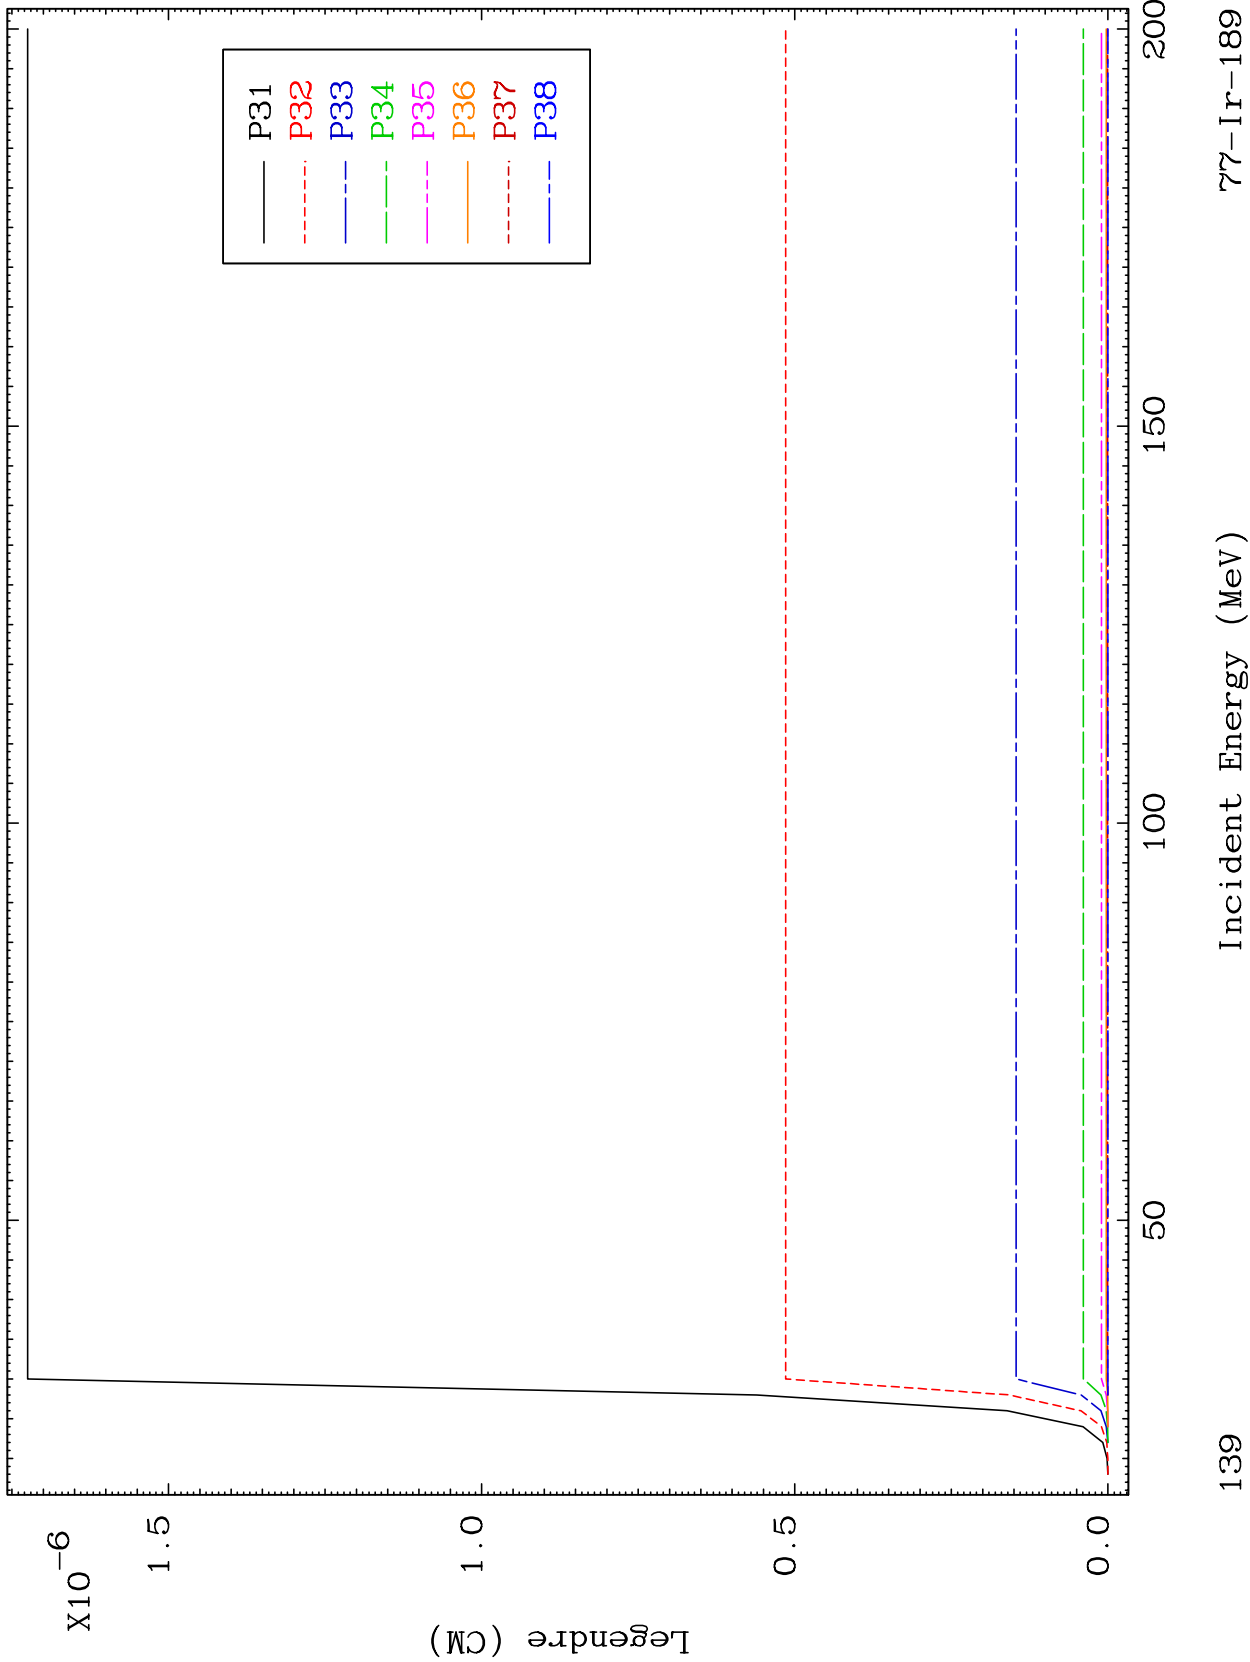 X10-6
1.5
1.0
0.5
0.0
Legendre (CM)
P31
P32
P33
P34
P35
P36
P37
P38
50
100
150
200
139
Incident Energy (MeV)
77-Ir-189